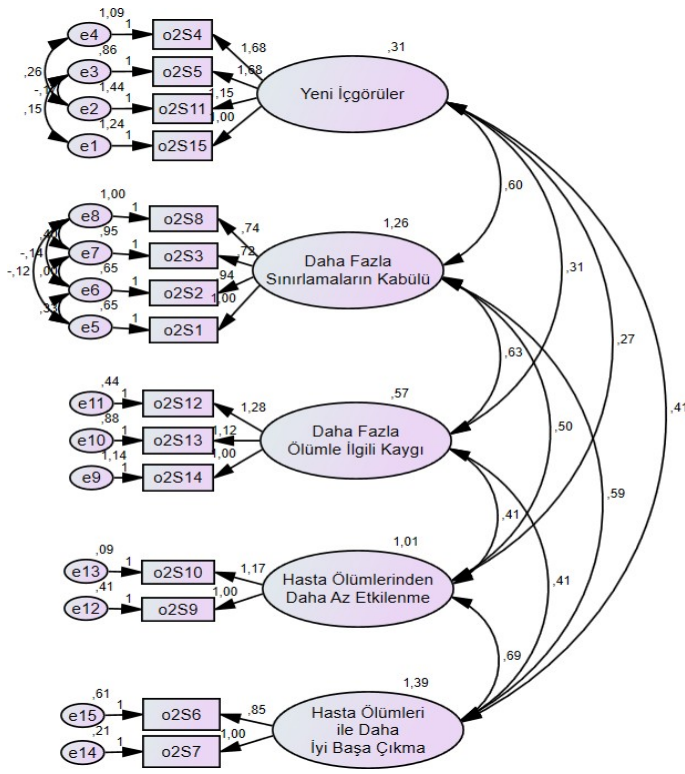 1,09
e4
1
o2S4
1,68
,31
,86
e3
1
o2S5
1,68
Yeni İçgörüler
,26
1,44
e2
1
o2S11
1,15
,15
1,24
e1
1
o2S15
1,00
,60
1,00
e8
1
o2S8
,74
1,26
,95
e7
1
o2S3
,72
Daha Fazla
Sınırlamaların Kabülü
,31
-,14
-,12
,65
e6
1
o2S2
,94
,65
e5
1
o2S1
1,00
,27
,63
,41
,44
e11
1
o2S12
1,28
,57
,88
e10
1
o2S13
1,12
Daha Fazla
Ölümle İlgili Kaygı
,50
1,14
e9
1
o2S14
1,00
,59
,41
,09
e13
1
o2S10
1,17
1,01
,41
,41
e12
1
o2S9
1,00
Hasta Ölümlerinden
Daha Az Etkilenme
,69
,61
e15
1
o2S6
,85
1,39
,21
e14
1
o2S7
1,00
Hasta Ölümleri
ile Daha
İyi Başa Çıkma